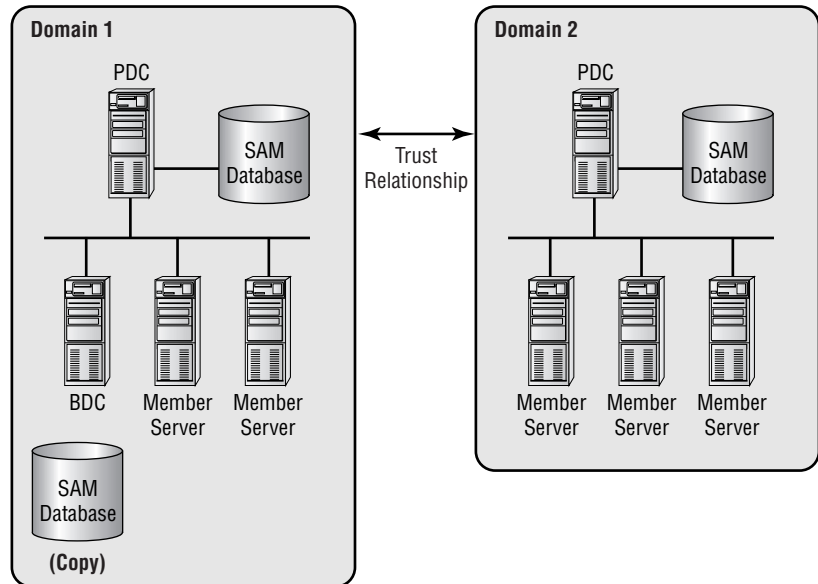 Domain 1
PDC
SAM
Database
BDC
Member
Server
Member
Server
SAM
Database
(Copy)
Trust
Relationship
Domain 2
PDC
SAM
Database
Member
Server
Member
Server
Member
Server